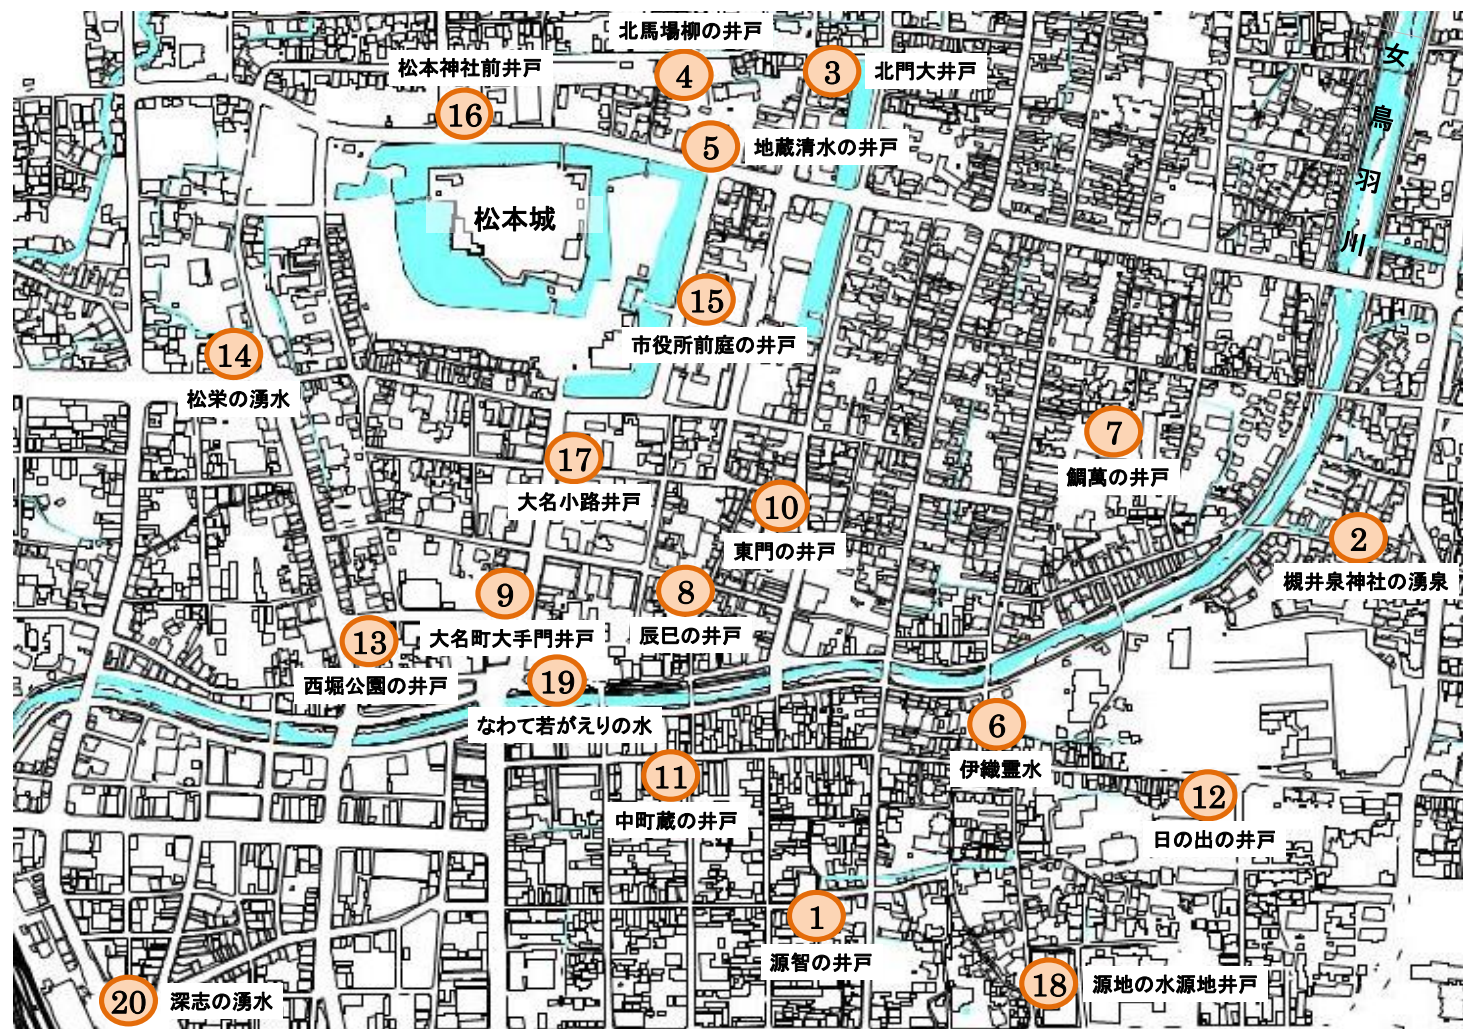 北馬場柳の井戸
4
3
北門大井戸
松本神社前井戸
16
5
地蔵清水の井戸
女鳥羽川
松本城
15
市役所前庭の井戸
14
松栄の湧水
7
鯛萬の井戸
17
大名小路井戸
10
東門の井戸
2
槻井泉神社の湧泉
9
大名町大手門井戸
8
辰巳の井戸
13
西堀公園の井戸
19
なわて若がえりの水
6
伊織霊水
11
中町蔵の井戸
12
日の出の井戸
1
源智の井戸
18
源地の水源地井戸
20
深志の湧水